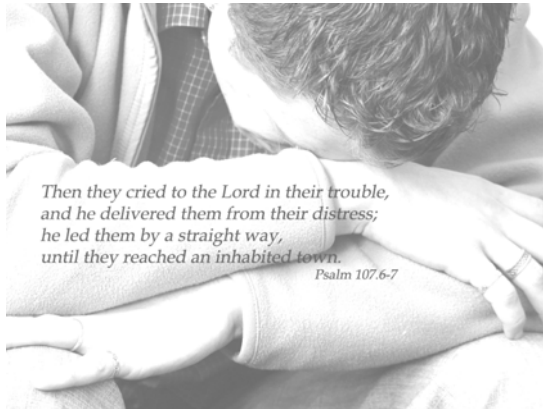 Then they cried to the Lord in their trouble,
and he delivered them from their distress;
he led them by a straight way,
until they reached an inhabited town.
Psalm 107.6-7